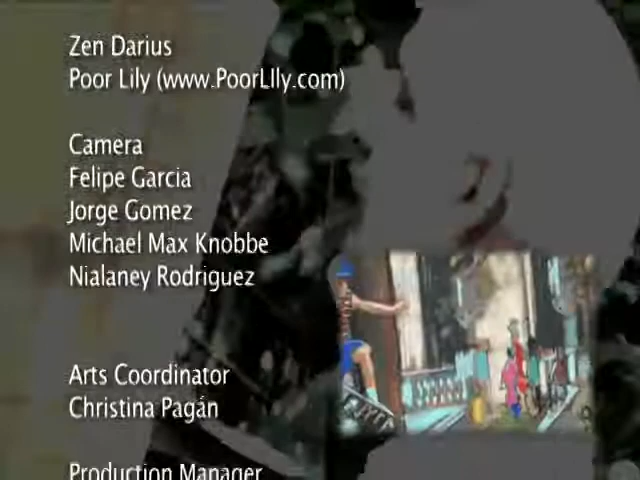 Zen Darius
Poor Lily (www.PoorLIly.com)
Camera
Felipe Garcia
Jorge Gomez
Michael Max Knobbe
Nialaney Rodriguez
Arts Coordinator
Christina Pagán
Production Manager